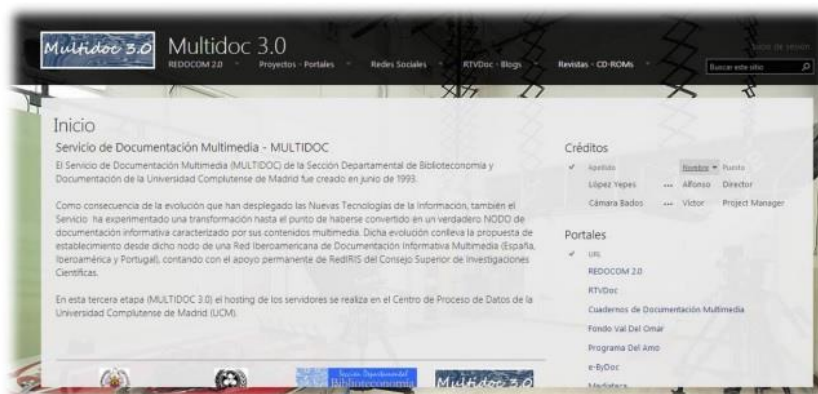 Multidoc 3.0
Multidoc 3.0
REDOCOM 2.0
Proyectos - Portales
Redes Sociales
RTVDoc - Blogs
Revistas - CD-ROMs
Inicio de sesión
Buscar este sitio
Inicio
Servicio de Documentación Multimedia - MULTIDOC
El Servicio de Documentación Multimedia (MULTIDOC) de la Sección Departamental de Biblioteconomía y
Documentación de la Universidad Complutense de Madrid fue creado en junio de 1993.
Como consecuencia de la evolución que han desplegado las Nuevas Tecnologías de la Información, también el
Servicio ha experimentado una transformación hasta el punto de haberse convertido en un verdadero NODO de
documentación informativa caracterizado por sus contenidos multimedia. Dicha evolución conlleva la propuesta de
establecimiento desde dicho nodo de una Red Iberoamericana de Documentación Informativa Multimedia (España,
Iberoamérica y Portugal), contando con el apoyo permanente de RedIRIS del Consejo Superior de Investigaciones
Científicas.
En esta tercera etapa (MULTIDOC 3.0) el hosting de los servidores se realiza en el Centro de Proceso de Datos de la
Universidad Complutense de Madrid (UCM).
Sección Departamental
Biblioteconomía
Multidoc 3.0
Créditos
✓ Apellido Nombre Puesto
López Yepes ... Alfonso Director
Cámara Bados ... Victor Project Manager
Portales
✓ URL
REDOCOM 2.0
RTVDoc
Cuadernos de Documentación Multimedia
Fondo Val Del Omar
Programa Del Amo
e-ByDoc
Mediateca